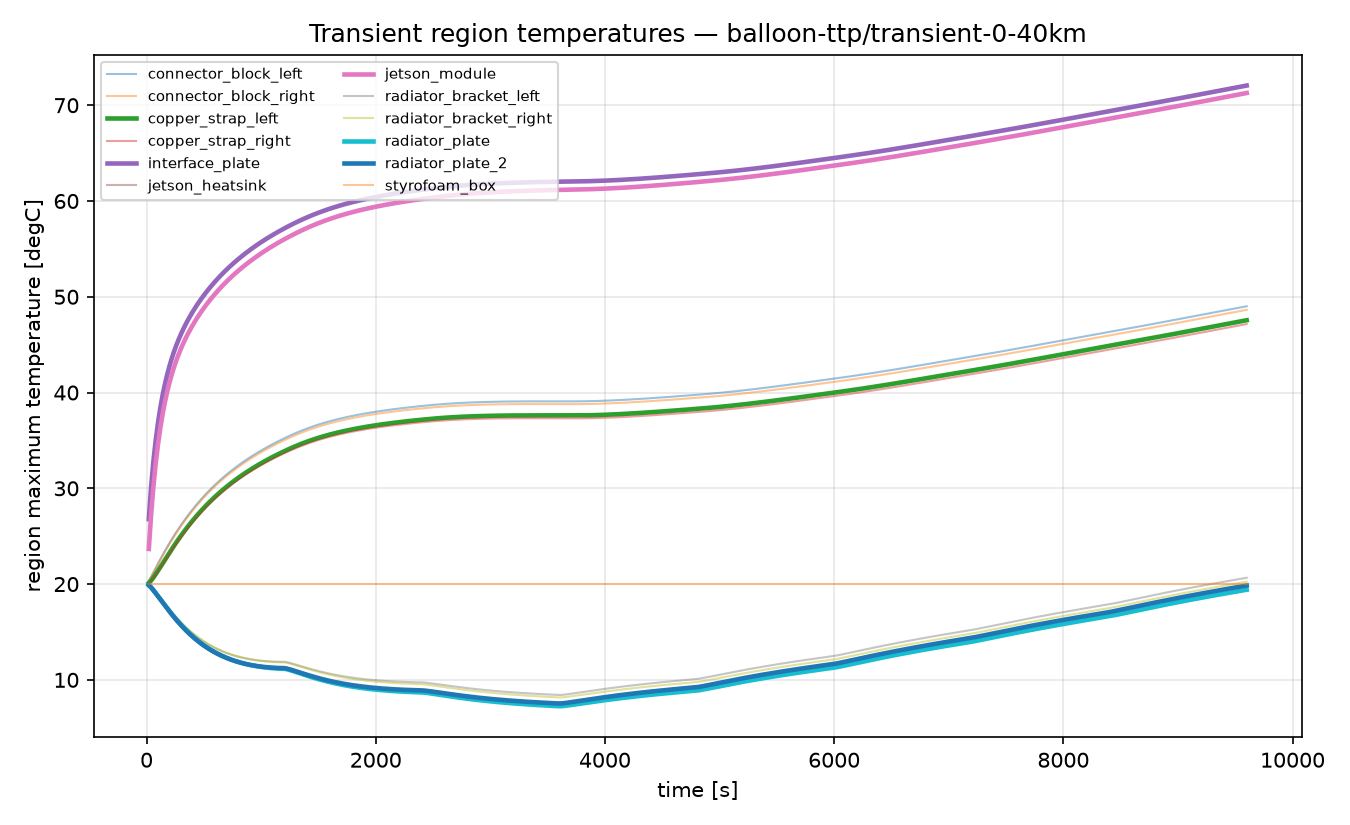 Transient region temperatures — balloon-ttp/transient-0-40km
connector_block_left
connector_block_right
copper_strap_left
copper_strap_right
interface_plate
jetson_heatsink
jetson_module
radiator_bracket_left
radiator_bracket_right
radiator_plate
radiator_plate_2
styrofoam_box
region maximum temperature [degC]
70
60
50
40
30
20
10
0
2000
4000
6000
8000
10000
time [s]